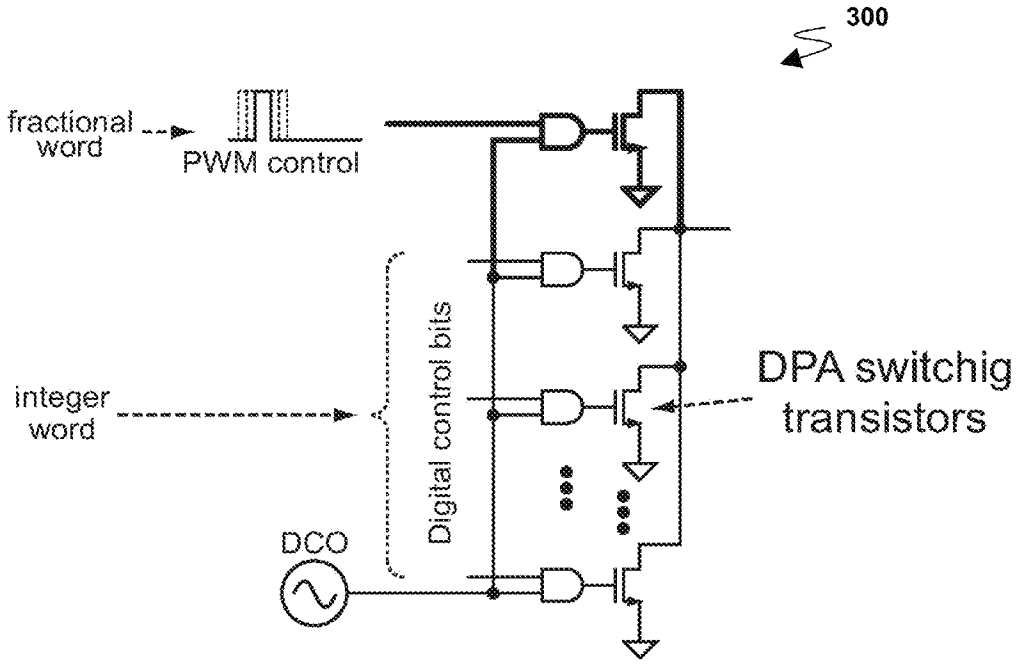 300
fractional
word
PWM control
Digital control bits
DPA switchig
transistors
integer
word
DCO